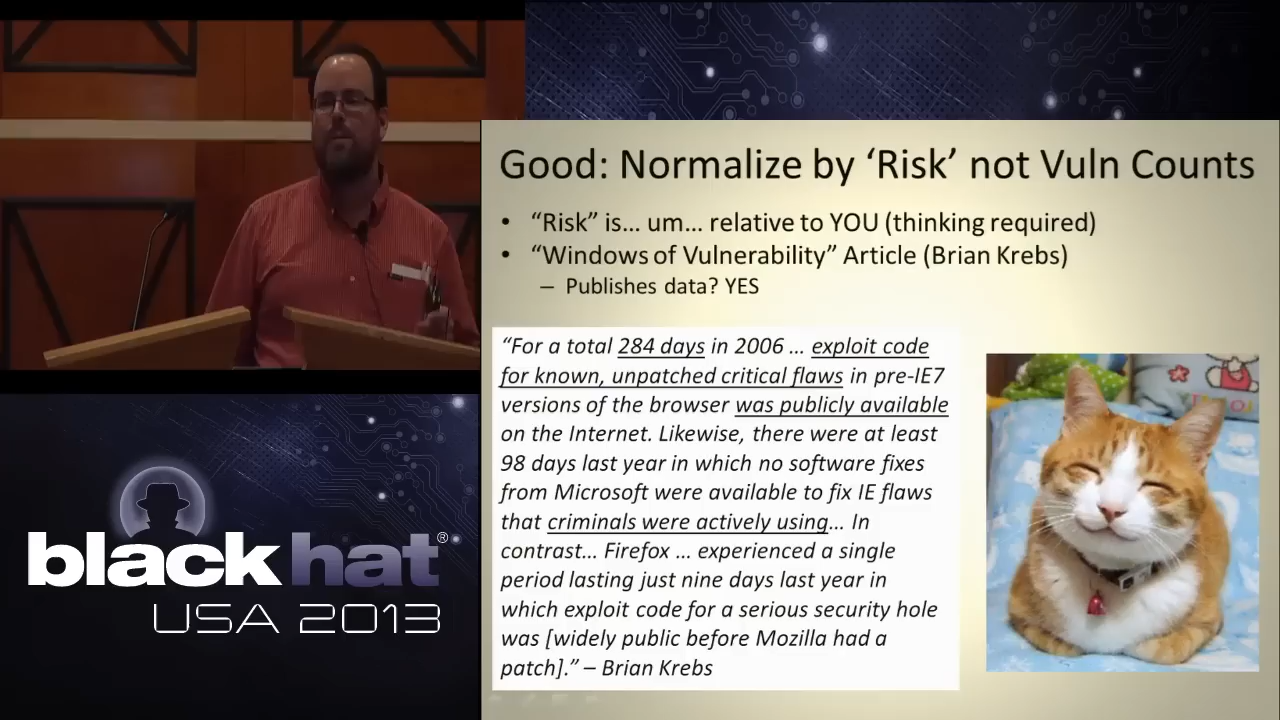 Good: Normalize by ‘Risk’ not Vuln Counts
• “Risk” is… um… relative to YOU (thinking required)
• “Windows of Vulnerability” Article (Brian Krebs)
– Publishes data? YES
“For a total 284 days in 2006 … exploit code
for known, unpatched critical flaws in pre-IE7
versions of the browser was publicly available
on the Internet. Likewise, there were at least
98 days last year in which no software fixes
from Microsoft were available to fix IE flaws
that criminals were actively using… In
contrast… Firefox … experienced a single
period lasting just nine days last year in
which exploit code for a serious security hole
was [widely public before Mozilla had a
patch].” – Brian Krebs
black hat®
USA 2013